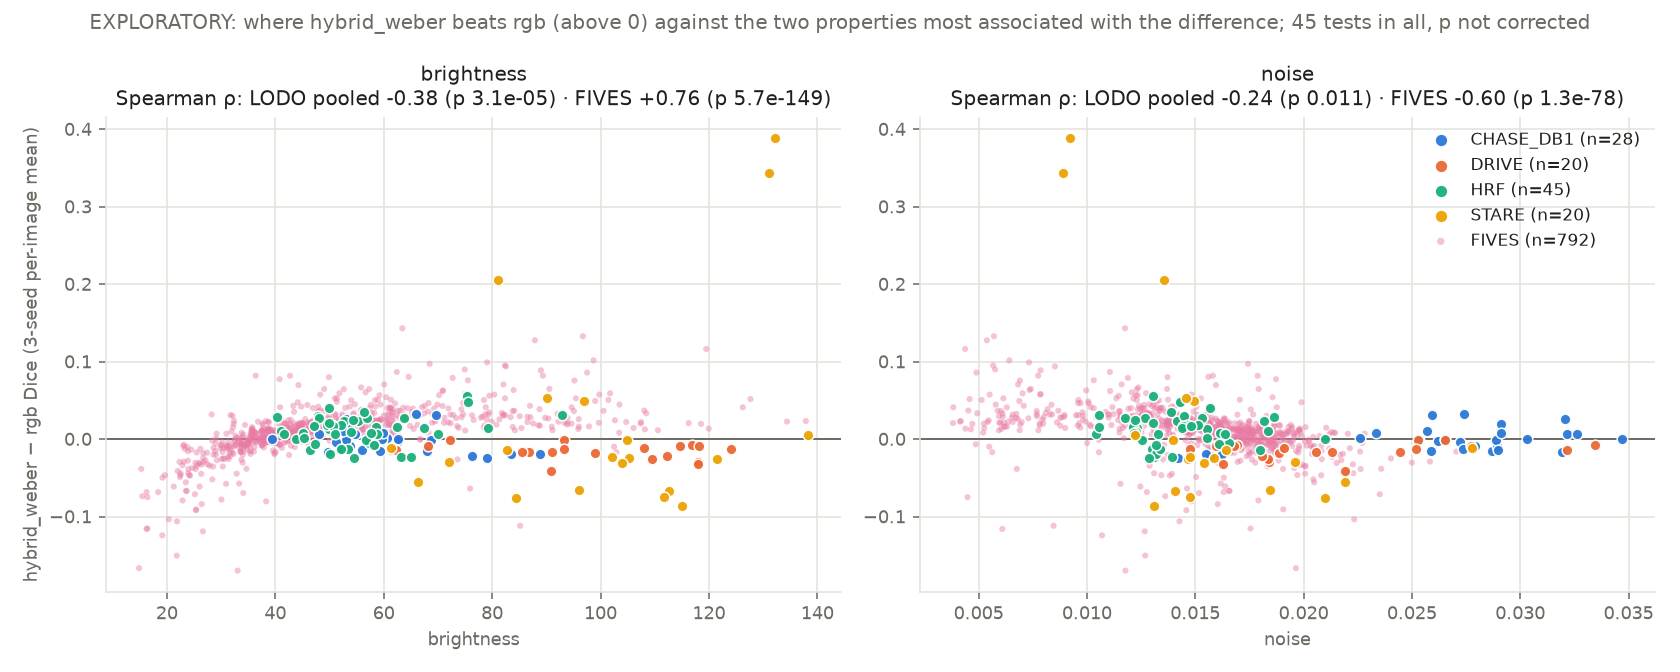 EXPLORATORY: where hybrid_weber beats rgb (above 0) against the two properties most associated with the difference; 45 tests in all, p not corrected
brightness
Spearman ρ: LODO pooled -0.38 (p 3.1e-05) · FIVES +0.76 (p 5.7e-149)
hybrid_weber − rgb Dice (3-seed per-image mean)
0.4
0.3
0.2
0.1
0.0
−0.1
20 40 60 80 100 120 140
brightness
noise
Spearman ρ: LODO pooled -0.24 (p 0.011) · FIVES -0.60 (p 1.3e-78)
CHASE_DB1 (n=28)
DRIVE (n=20)
HRF (n=45)
STARE (n=20)
FIVES (n=792)
0.4
0.3
0.2
0.1
0.0
−0.1
0.005 0.010 0.015 0.020 0.025 0.030 0.035
noise